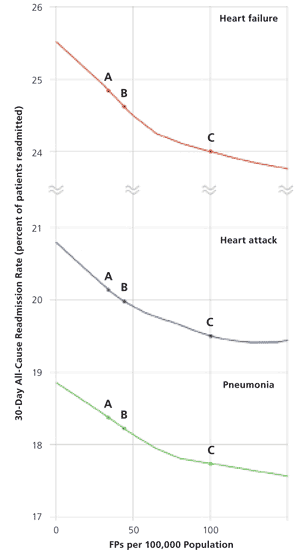 30-Day All-Cause Readmission Rate (percent of patients readmitted)
26
Heart failure
25
A
B
24
C
21
Heart attack
20
A
B
C
19
Pneumonia
18
A
B
C
17
0 50 100
FPs per 100,000 Population